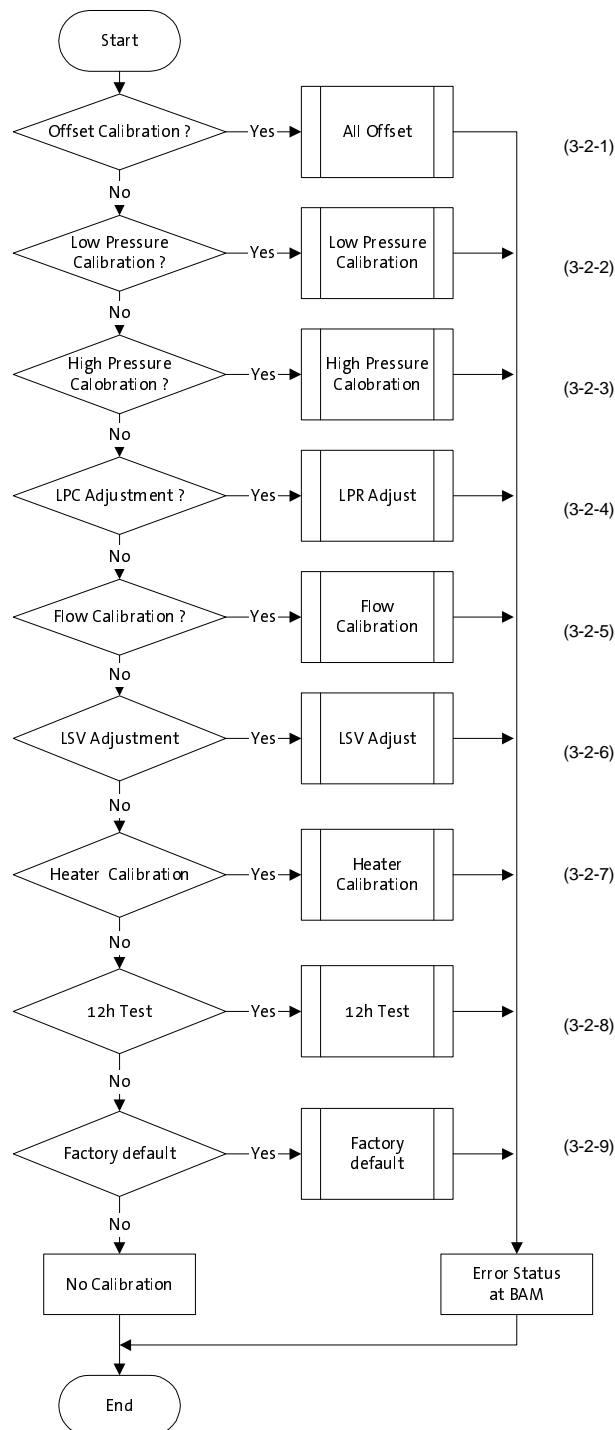 Start
Offset Calibration ?
Yes
All Offset
(3-2-1)
No
Low Pressure
Calibration ?
Yes
Low Pressure
Calibration
(3-2-2)
No
High Pressure
Calobration ?
Yes
High Pressure
Calobration
(3-2-3)
No
LPC Adjustment ?
Yes
LPR Adjust
(3-2-4)
No
Flow Calibration ?
Yes
Flow
Calibration
(3-2-5)
No
LSV Adjustment
Yes
LSV Adjust
(3-2-6)
No
Heater Calibration
Yes
Heater
Calibration
(3-2-7)
No
12h Test
Yes
12h Test
(3-2-8)
No
Factory default
Yes
Factory
default
(3-2-9)
No
No Calibration
Error Status
at BAM
End